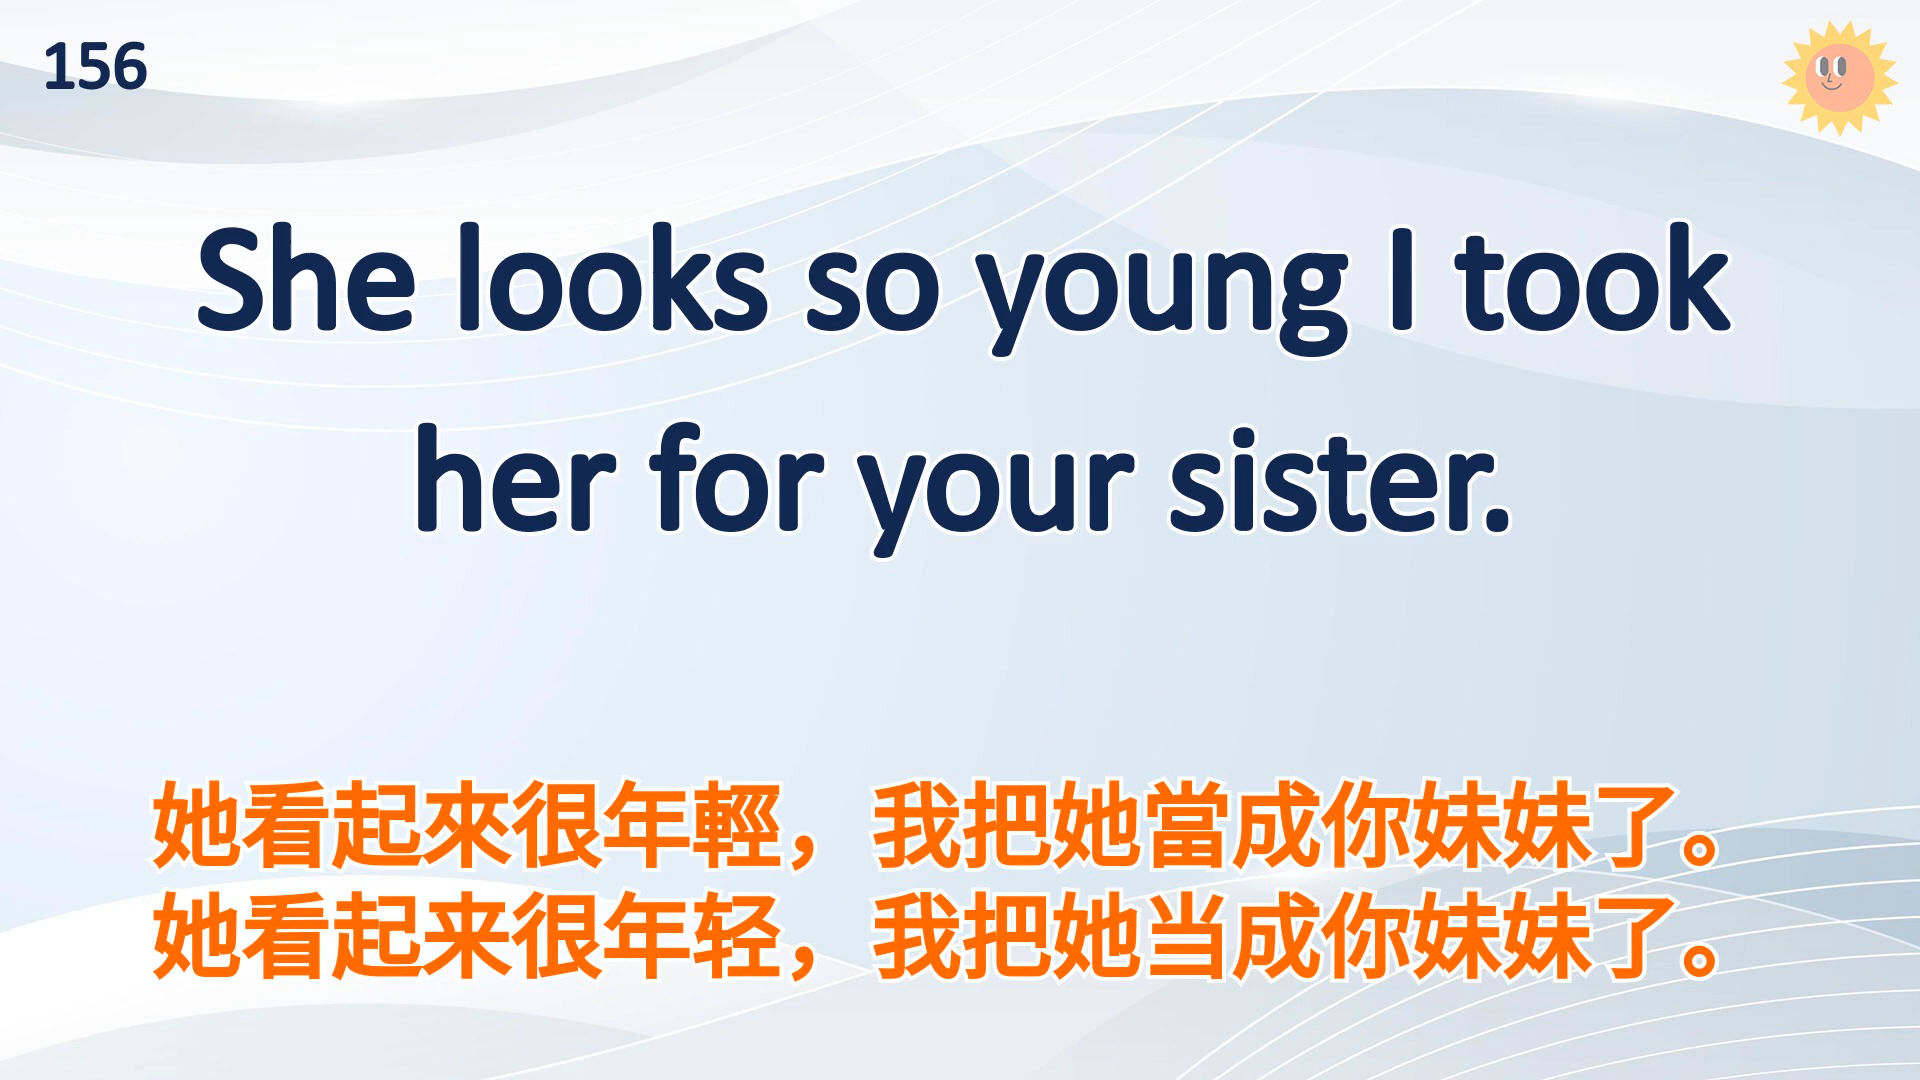 156
She looks so young I took
her for your sister.
她看起來很年輕，我把她當成你妹妹了。
她看起来很年轻，我把她当成你妹妹了。